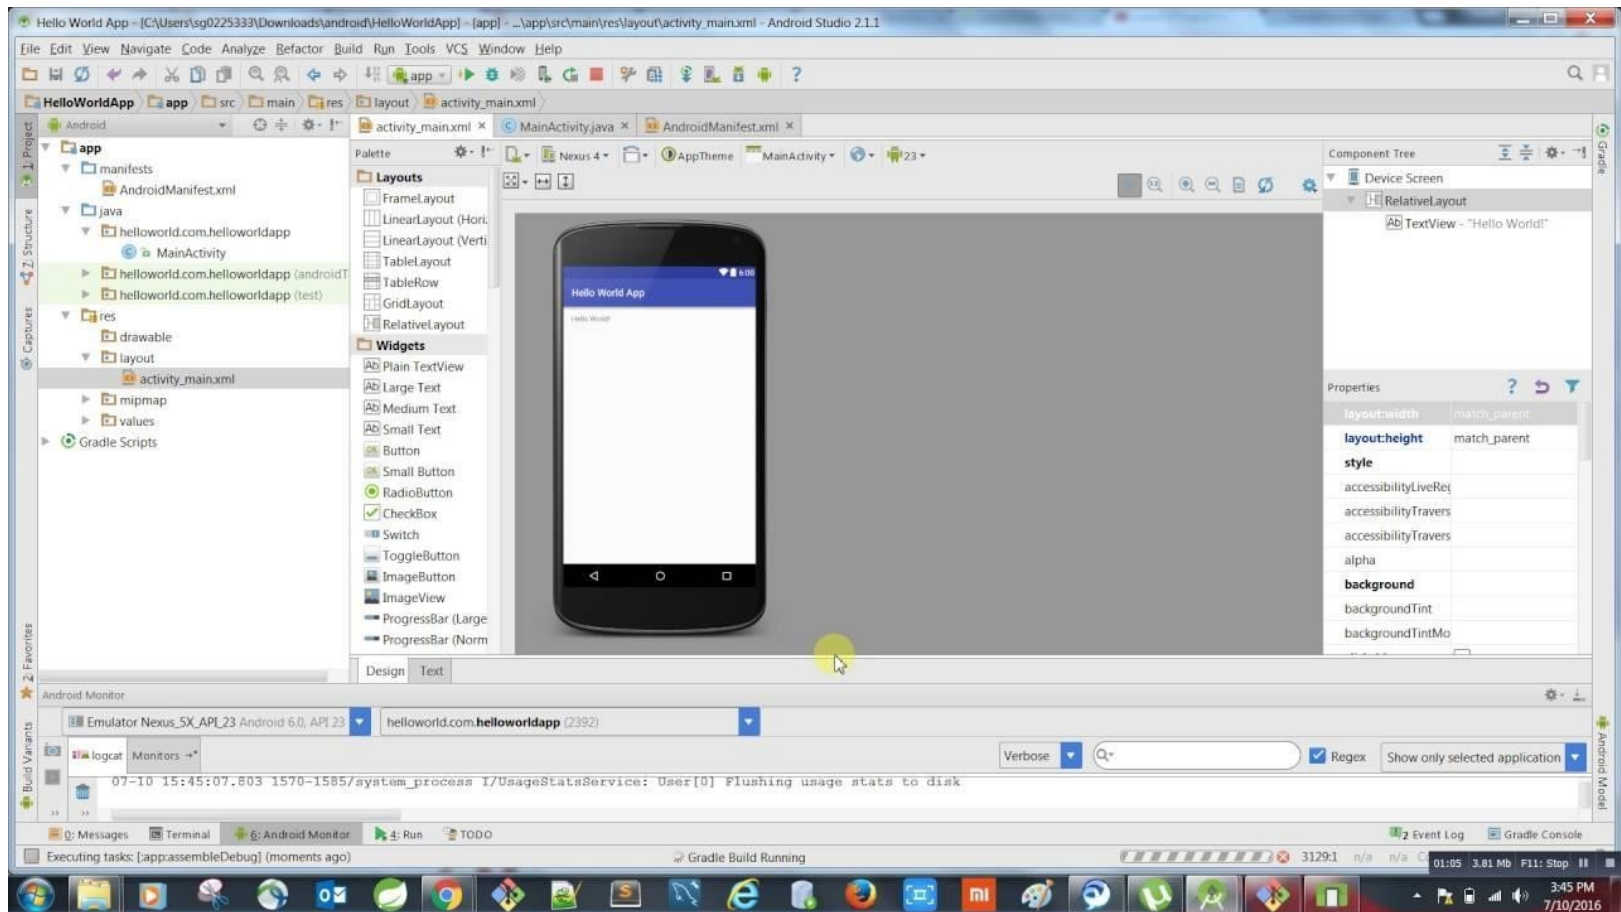 Hello World App - [C:\Users\sg0225333\Downloads\android\HelloWorldApp] - [app] - ...\app\src\main\res\layout\activity_main.xml - Android Studio 2.1.1
File Edit View Navigate Code Analyze Refactor Build Run Tools VCS Window Help
app
?
HelloWorldApp app src main res layout activity_main.xml
1: Project
Z: Structure
Captures
2: Favorites
Build Variants
Android
app
manifests
AndroidManifest.xml
java
helloworld.com.helloworldapp
MainActivity
helloworld.com.helloworldapp (androidT
helloworld.com.helloworldapp (test)
res
drawable
layout
activity_main.xml
mipmap
values
Gradle Scripts
activity_main.xml MainActivity.java AndroidManifest.xml
Palette
Nexus 4 AppTheme MainActivity 23
Layouts
FrameLayout
LinearLayout (Hori:
LinearLayout (Verti
TableLayout
TableRow
GridLayout
RelativeLayout
Widgets
Plain TextView
Large Text
Medium Text
Small Text
Button
Small Button
RadioButton
CheckBox
Switch
ToggleButton
ImageButton
ImageView
ProgressBar (Large
ProgressBar (Norm
6:00
Hello World App
Hello World!
Design Text
Component Tree
Device Screen
RelativeLayout
TextView - "Hello World!"
Properties
?
layout:width match_parent
layout:height match_parent
style
accessibilityLiveReg
accessibilityTravers
accessibilityTravers
alpha
background
backgroundTint
backgroundTintMo
Gradle
Android Model
Android Monitor
Emulator Nexus_5X_API_23 Android 6.0, API 23 helloworld.com.helloworldapp (2392)
logcat Monitors Verbose Regex Show only selected application
07-10 15:45:07.803 1570-1585/system_process I/UsageStatsService: User[0] Flushing usage stats to disk
0: Messages Terminal 6: Android Monitor 4: Run TODO 2 Event Log Gradle Console
Executing tasks: [:app:assembleDebug] (moments ago) Gradle Build Running 3129:1 n/a n/a
01:05 3.81 Mb F11: Stop
3:45 PM
7/10/2016